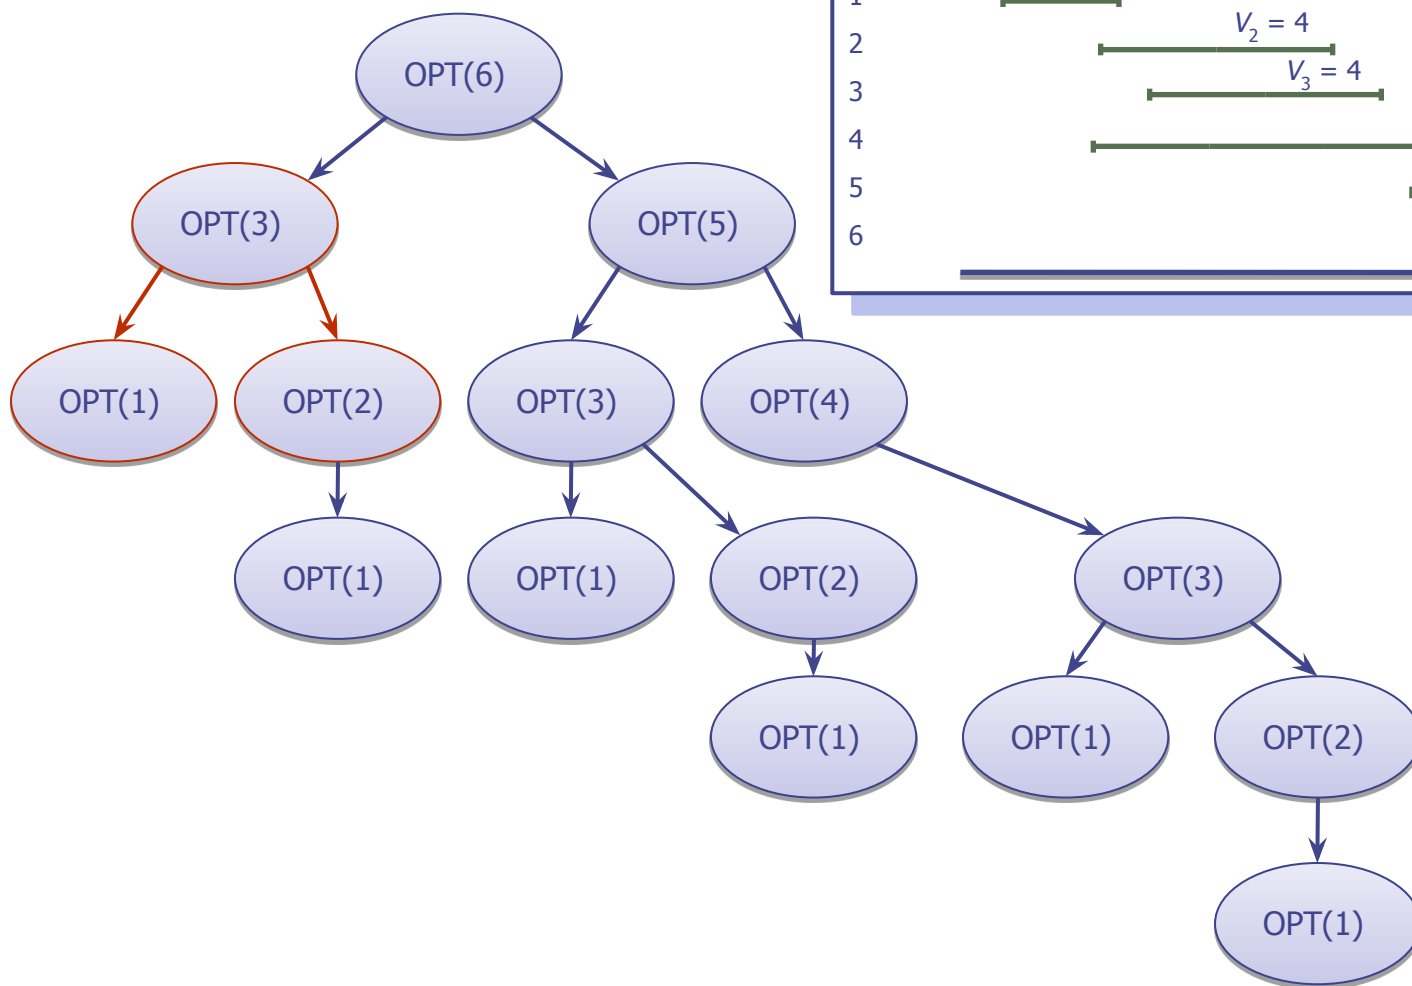 1
V2 = 4
2
V3 = 4
3
4
5
6
OPT(6)
OPT(3)
OPT(5)
OPT(1)
OPT(2)
OPT(3)
OPT(4)
OPT(1)
OPT(1)
OPT(2)
OPT(3)
OPT(1)
OPT(1)
OPT(2)
OPT(1)